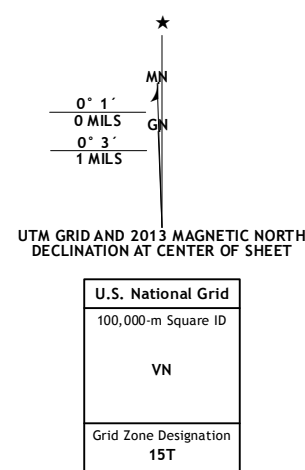 MN
0° 1´
0 MILS
GN
0° 3´
1 MILS
UTM GRID AND 2013 MAGNETIC NORTH
DECLINATION AT CENTER OF SHEET
U.S. National Grid
100,000-m Square ID
VN
Grid Zone Designation
15T